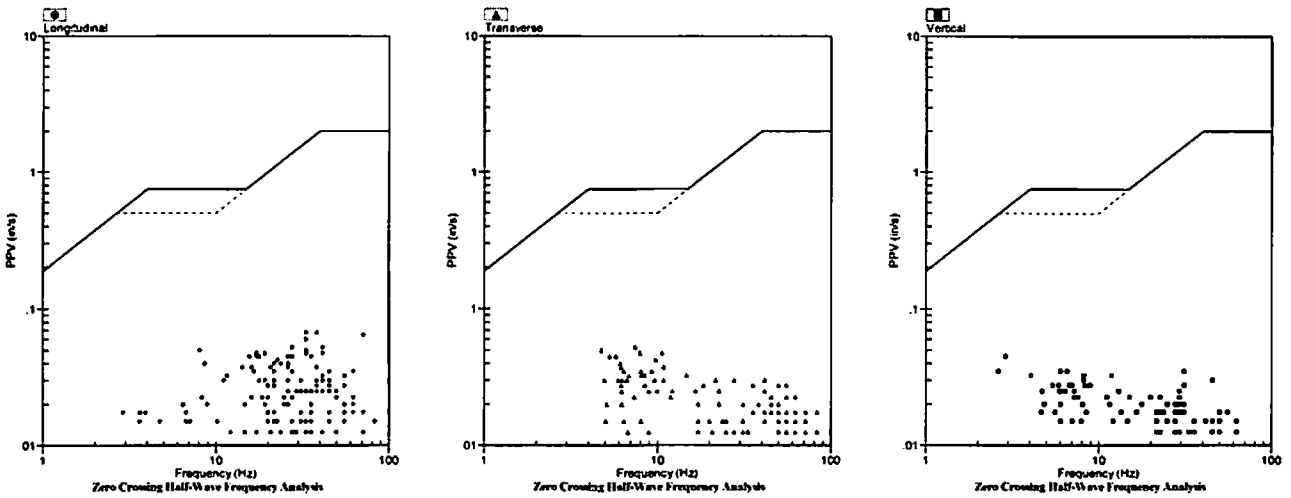 Longitudinal
10
1
.1
.01
PPV (in/s)
1
10
100
Frequency (Hz)
Zero Crossing Half-Wave Frequency Analysis
Transverse
10
1
.1
.01
PPV (in/s)
1
10
100
Frequency (Hz)
Zero Crossing Half-Wave Frequency Analysis
Vertical
10
1
.1
.01
PPV (in/s)
1
10
100
Frequency (Hz)
Zero Crossing Half-Wave Frequency Analysis